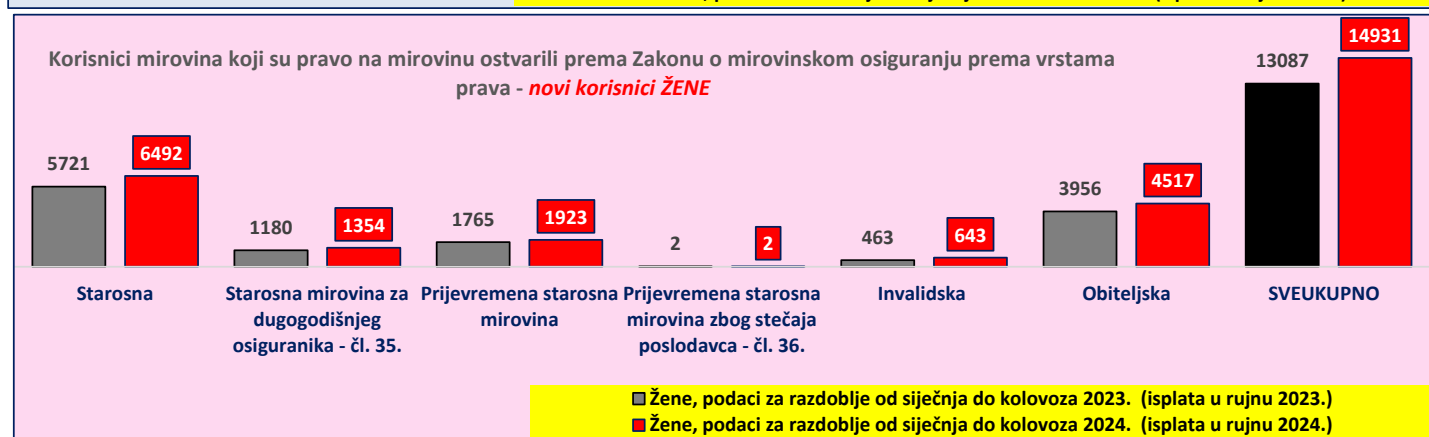 Korisnici mirovina koji su pravo na mirovinu ostvarili prema Zakonu o mirovinskom osiguranju prema vrstama
prava - novi korisnici ŽENE
5721
6492
1180
1354
1765
1923
2
2
463
643
3956
4517
13087
14931
Starosna
Starosna mirovina za
dugogodišnjeg
osiguranika - čl. 35.
Prijevremena starosna
mirovina
Prijevremena starosna
mirovina zbog stečaja
poslodavca - čl. 36.
Invalidska
Obiteljska
SVEUKUPNO
Žene, podaci za razdoblje od siječnja do kolovoza 2023. (isplata u rujnu 2023.)
Žene, podaci za razdoblje od siječnja do kolovoza 2024. (isplata u rujnu 2024.)